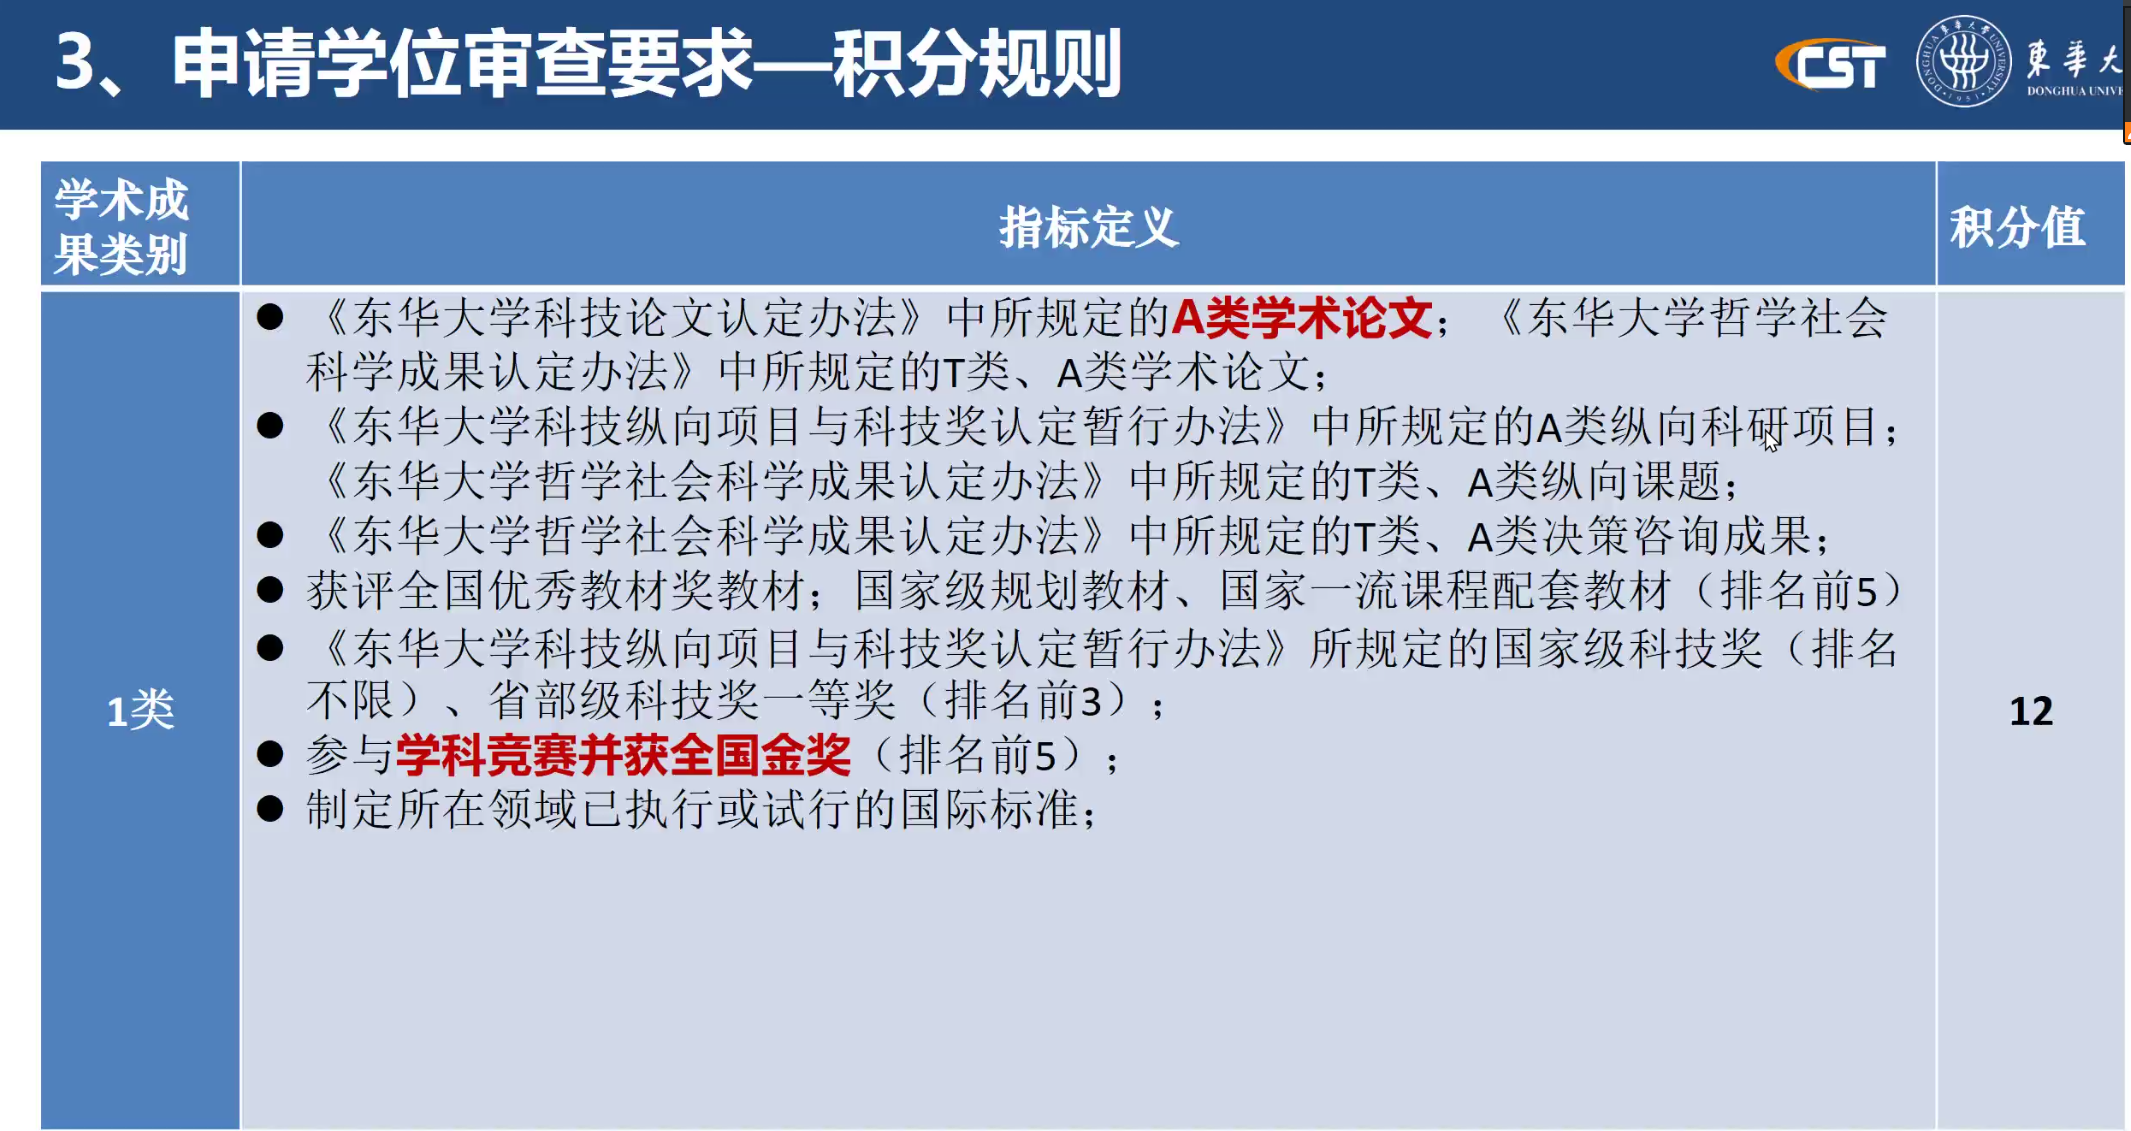 3、申请学位审查要求—积分规则
CST
東華大
DONGHUA UNIVE
学术成果类别
指标定义
积分值
1类
● 《东华大学科技论文认定办法》中所规定的A类学术论文；《东华大学哲学社会
科学成果认定办法》中所规定的T类、A类学术论文；
● 《东华大学科技纵向项目与科技奖认定暂行办法》中所规定的A类纵向科研项目；
《东华大学哲学社会科学成果认定办法》中所规定的T类、A类纵向课题；
● 《东华大学哲学社会科学成果认定办法》中所规定的T类、A类决策咨询成果；
● 获评全国优秀教材奖教材；国家级规划教材、国家一流课程配套教材（排名前5）
● 《东华大学科技纵向项目与科技奖认定暂行办法》所规定的国家级科技奖（排名
不限）、省部级科技奖一等奖（排名前3）；
● 参与学科竞赛并获全国金奖（排名前5）；
● 制定所在领域已执行或试行的国际标准；
12